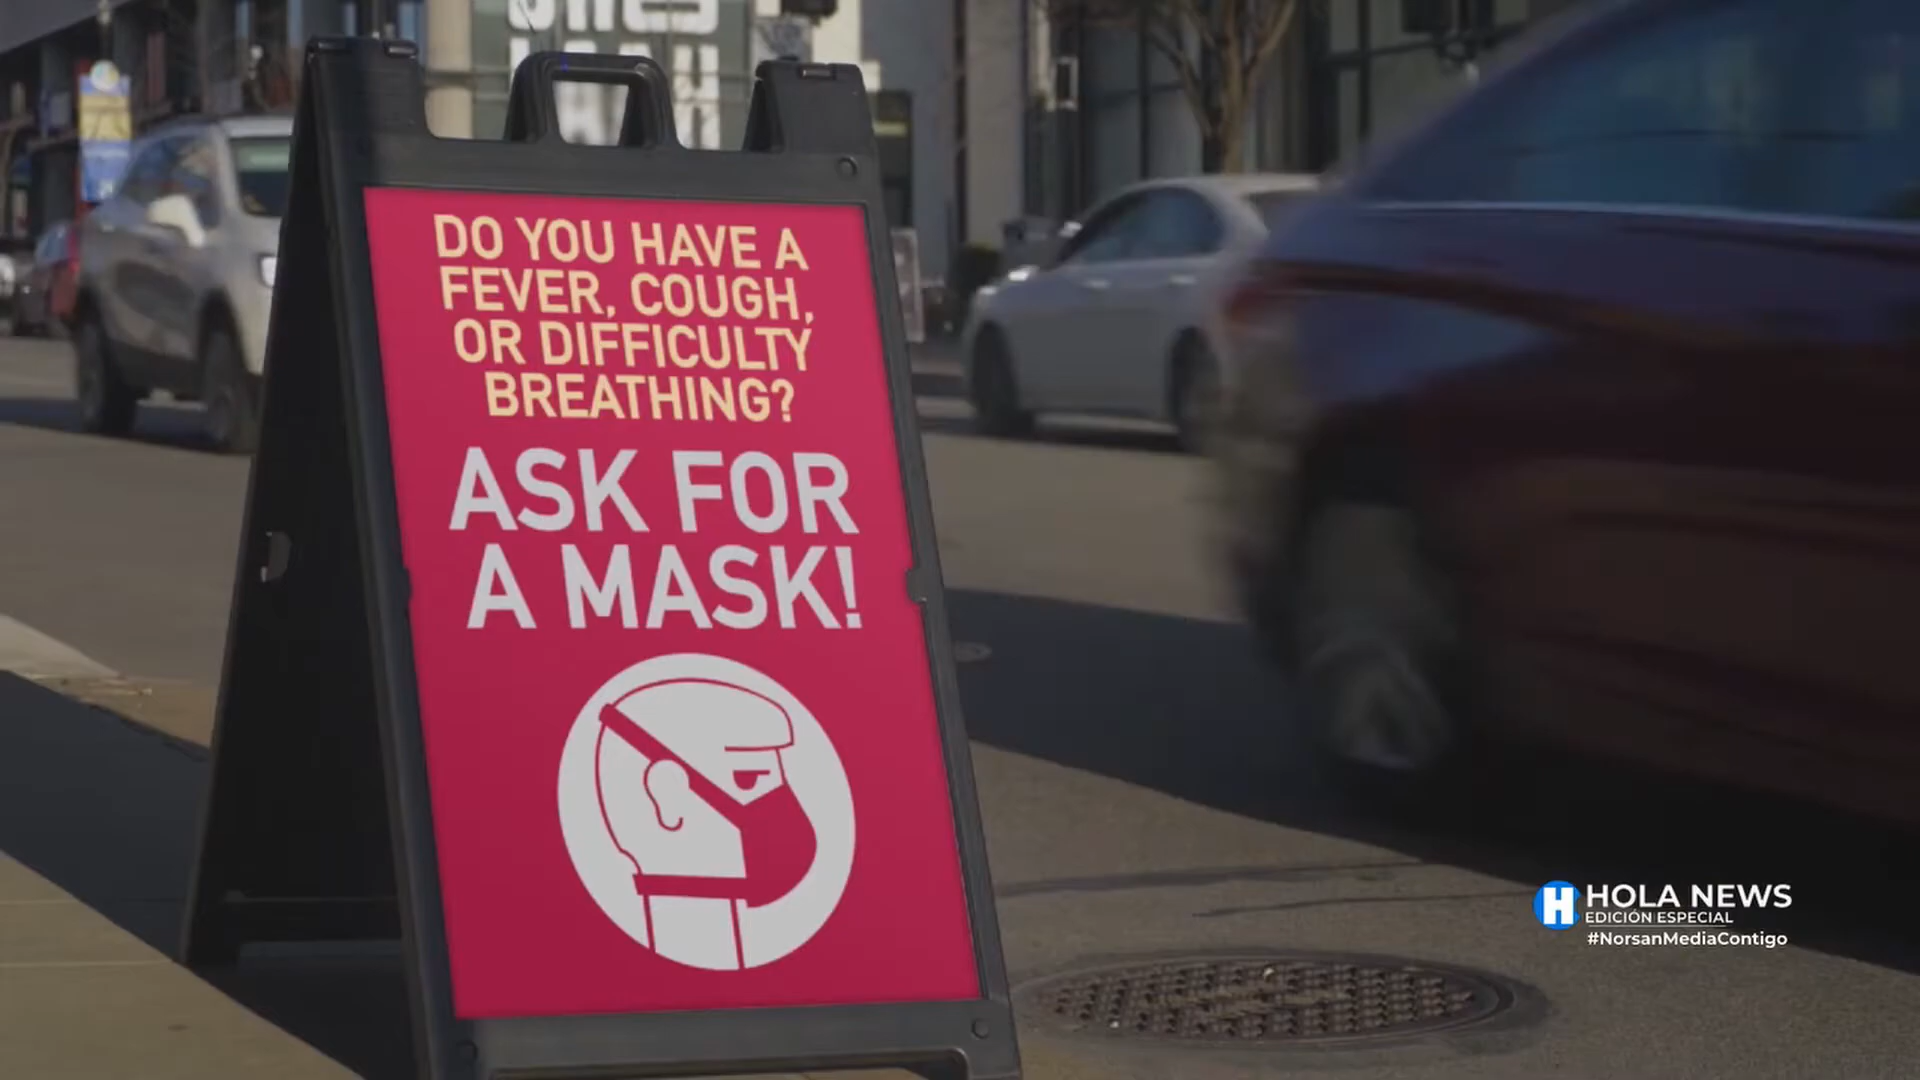 DO YOU HAVE A
FEVER, COUGH,
OR DIFFICULTY
BREATHING?
ASK FOR
A MASK!
H HOLA NEWS
EDICIÓN ESPECIAL
#NorsanMediaContigo